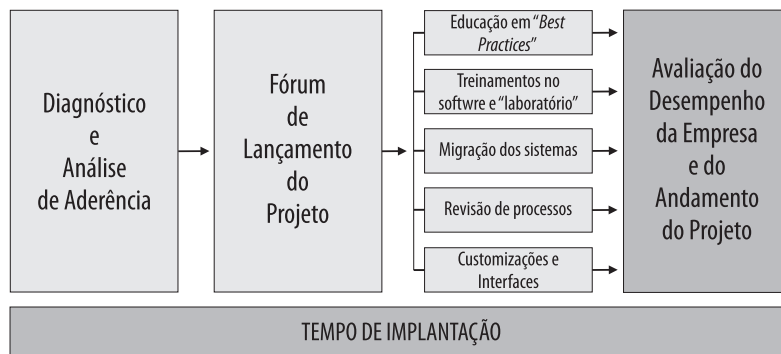 Diagnóstico
e
Análise
de Aderência
Fórum
de
Lançamento
do
Projeto
Educação em “Best
Practices”
Treinamentos no
softwre e “laboratório”
Migração dos sistemas
Revisão de processos
Customizações e
Interfaces
Avaliação do
Desempenho
da Empresa
e do
Andamento
do Projeto
TEMPO DE IMPLANTAÇÃO